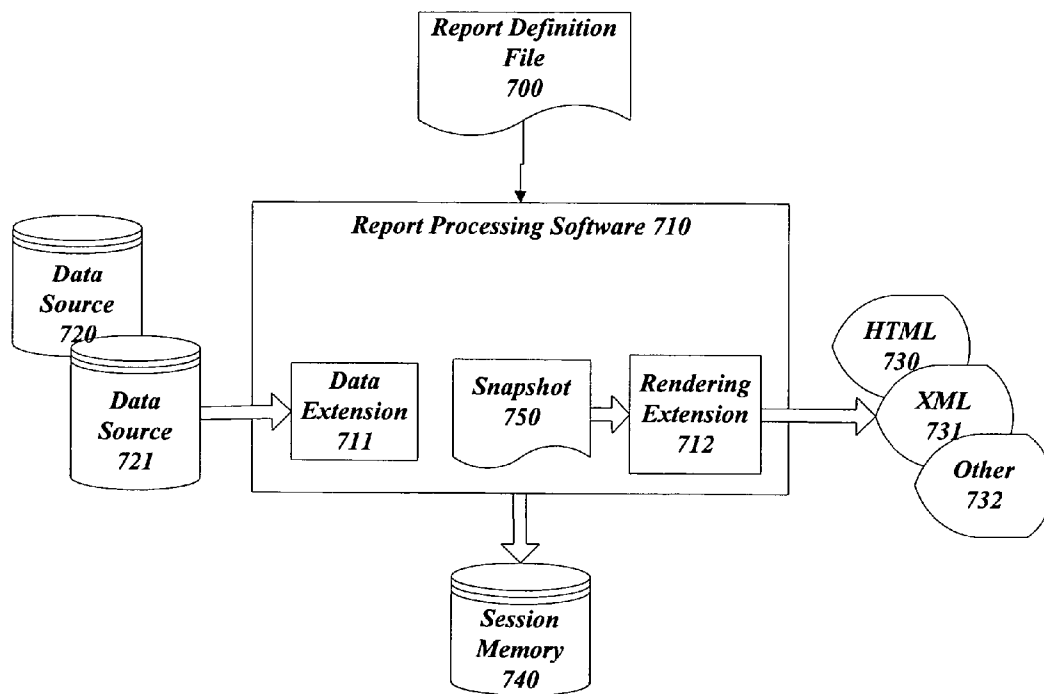 Report Definition
File
700
Report Processing Software 710
Data
Source
720
Data
Source
721
Data
Extension
711
Snapshot
750
Rendering
Extension
712
HTML
730
XML
731
Other
732
Session
Memory
740